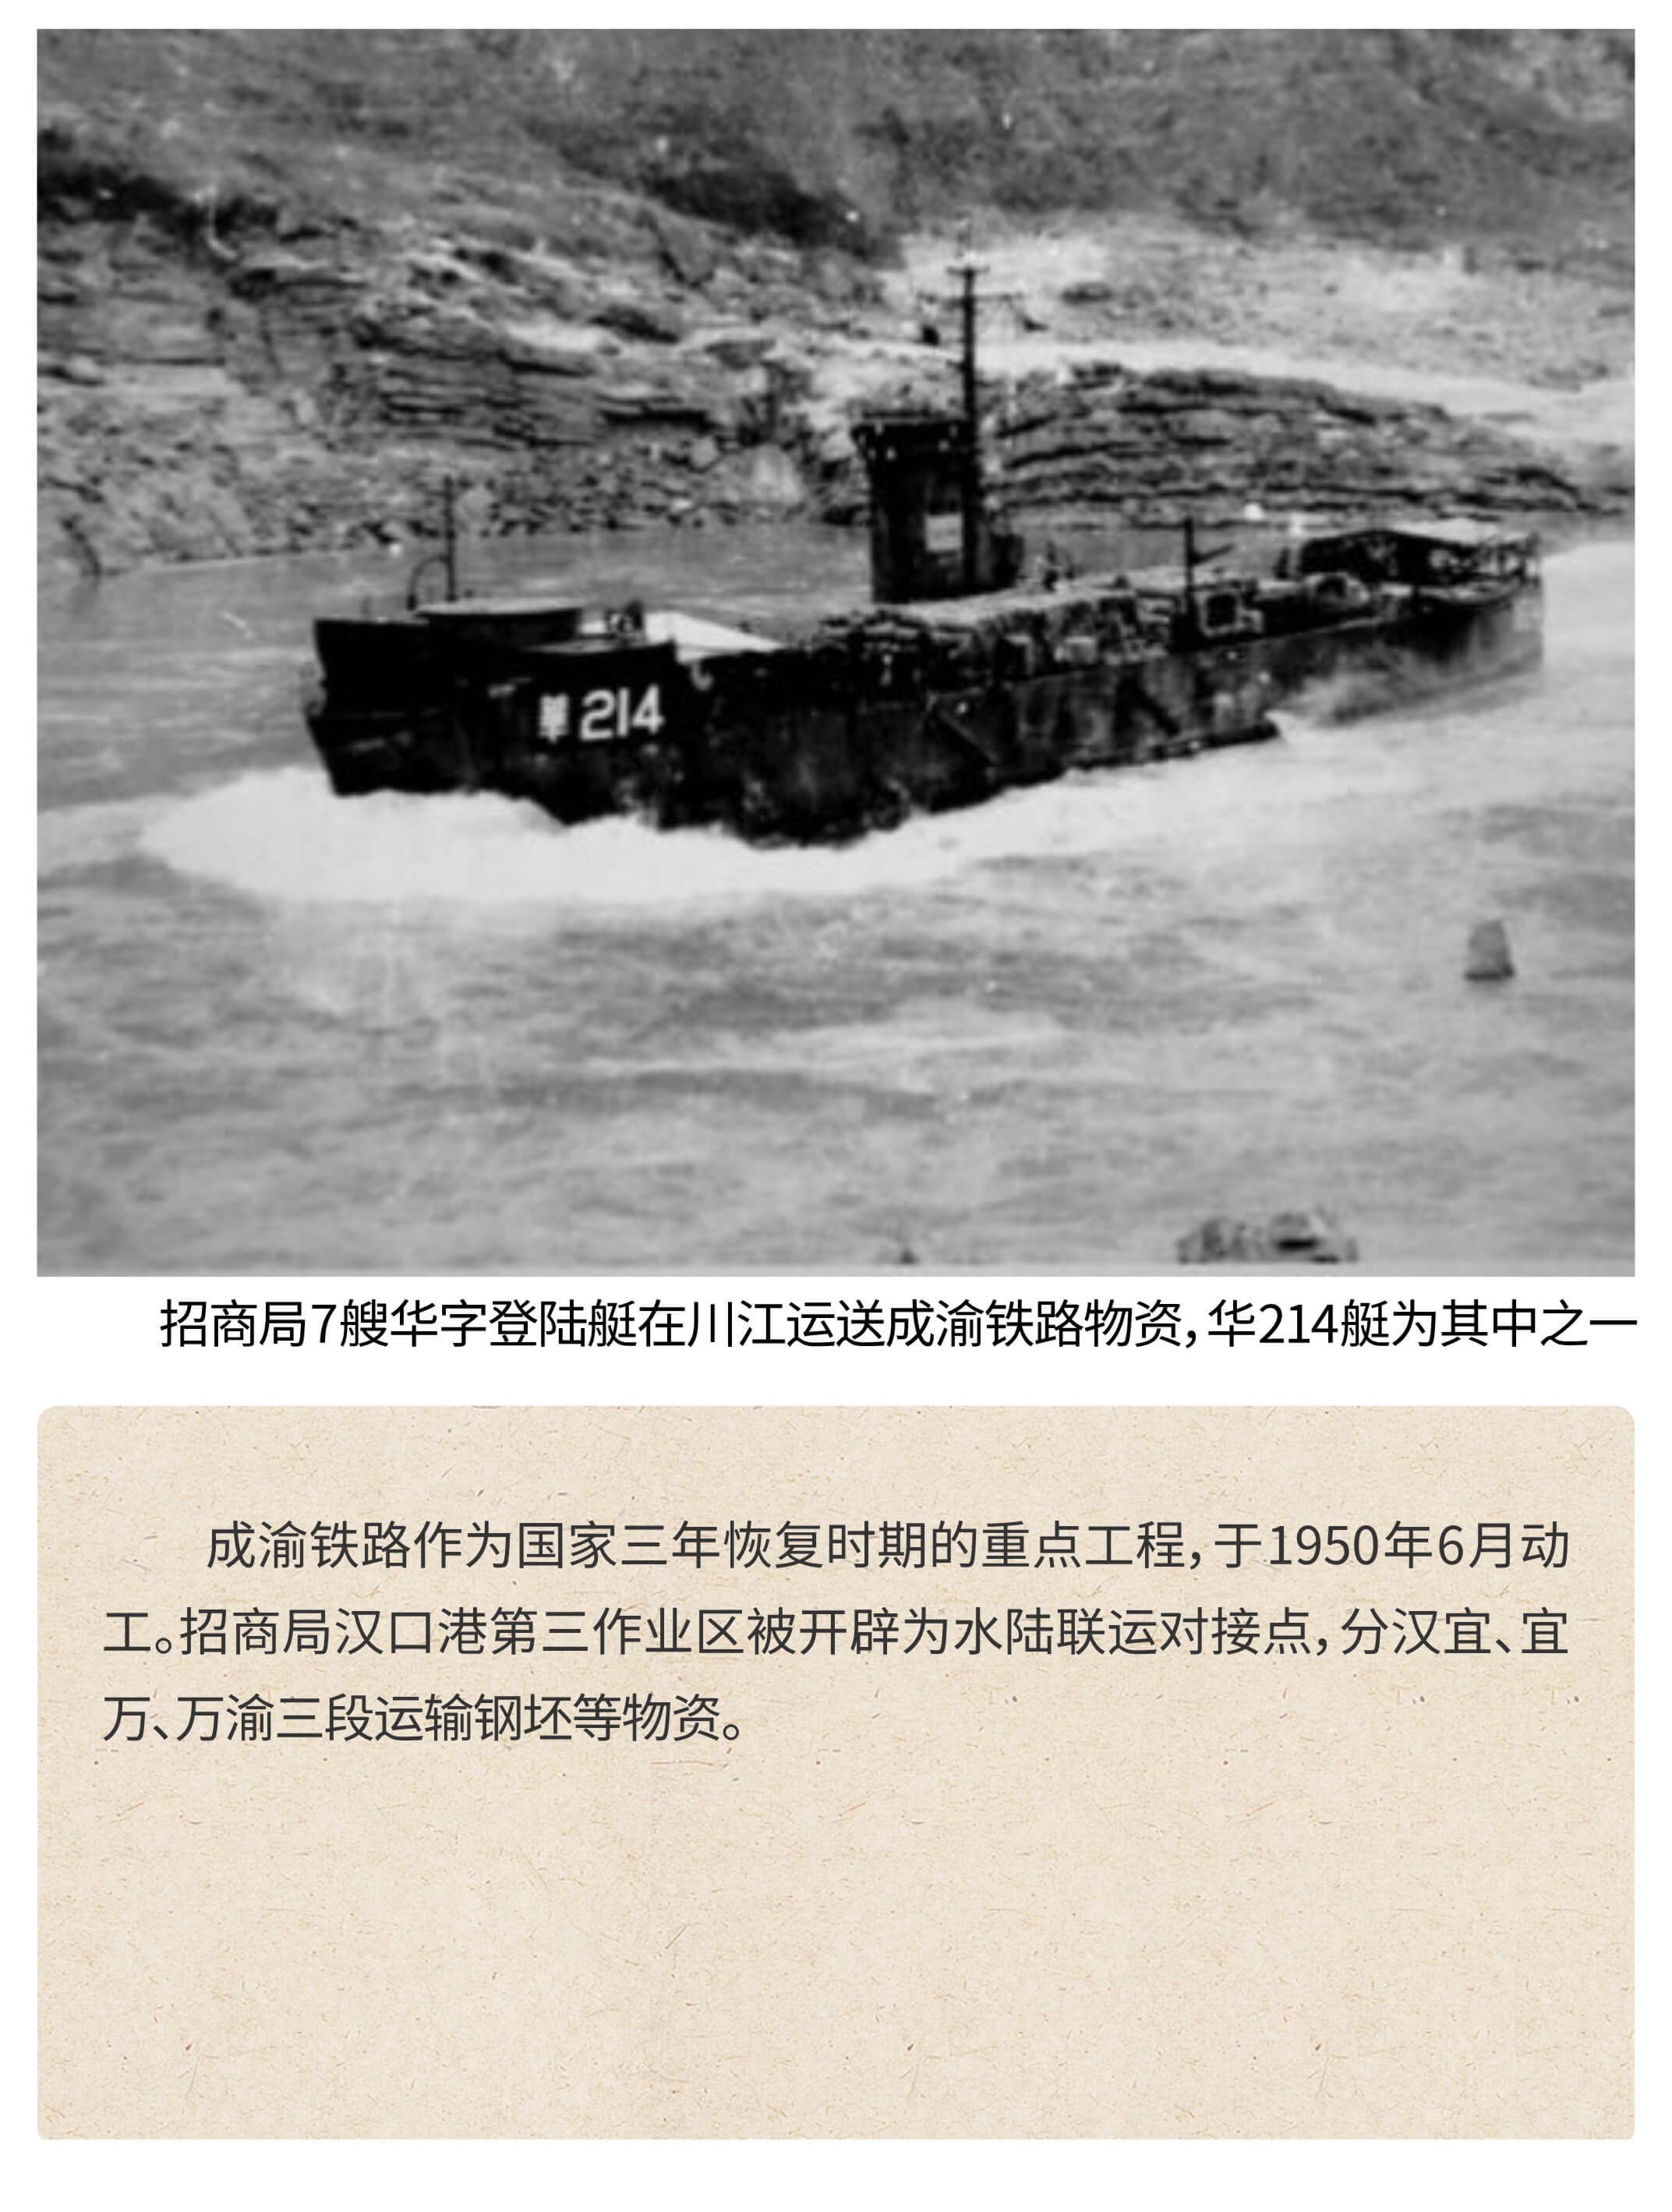 華214
招商局7艘华字登陆艇在川江运送成渝铁路物资，华214艇为其中之一
成渝铁路作为国家三年恢复时期的重点工程，于1950年6月动
工。招商局汉口港第三作业区被开辟为水陆联运对接点，分汉宜、宜
万、万渝三段运输钢坯等物资。